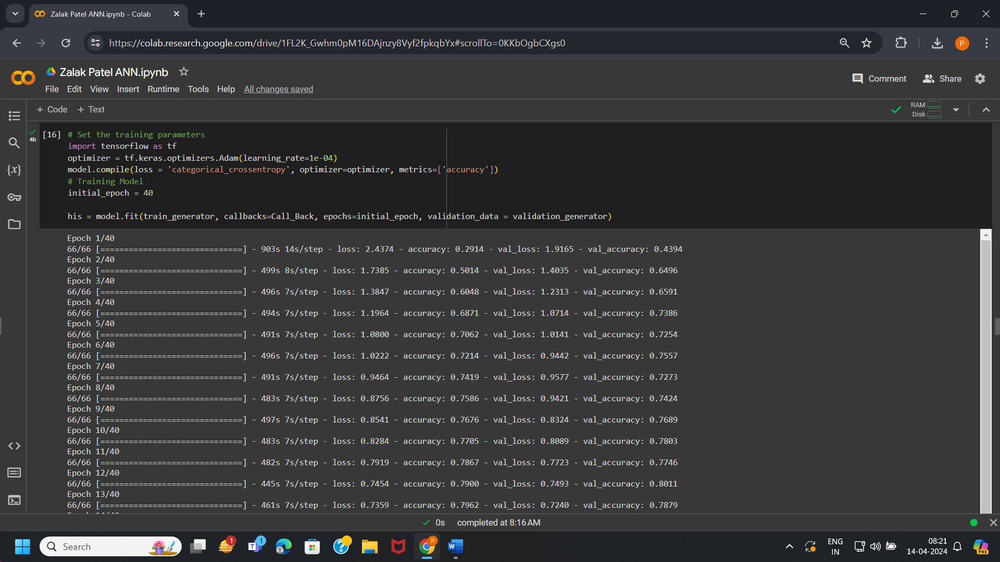 Zalak Patel ANN.ipynb - Colab
https://colab.research.google.com/drive/1FL2K_Gwhm0pM16DAjnzy8Vyf2fpkqbYx#scrollTo=0KKbOgbCXgs0
P
Zalak Patel ANN.ipynb
File Edit View Insert Runtime Tools Help All changes saved
Comment Share
+ Code + Text
RAM
Disk
4h
[16] # Set the training parameters
import tensorflow as tf
optimizer = tf.keras.optimizers.Adam(learning_rate=1e-04)
model.compile(loss = 'categorical_crossentropy', optimizer=optimizer, metrics=['accuracy'])
# Training Model
initial_epoch = 40
his = model.fit(train_generator, callbacks=Call_Back, epochs=initial_epoch, validation_data = validation_generator)
Epoch 1/40
66/66 [==============================] - 903s 14s/step - loss: 2.4374 - accuracy: 0.2914 - val_loss: 1.9165 - val_accuracy: 0.4394
Epoch 2/40
66/66 [==============================] - 499s 8s/step - loss: 1.7385 - accuracy: 0.5014 - val_loss: 1.4035 - val_accuracy: 0.6496
Epoch 3/40
66/66 [==============================] - 496s 7s/step - loss: 1.3847 - accuracy: 0.6048 - val_loss: 1.2313 - val_accuracy: 0.6591
Epoch 4/40
66/66 [==============================] - 494s 7s/step - loss: 1.1964 - accuracy: 0.6871 - val_loss: 1.0714 - val_accuracy: 0.7386
Epoch 5/40
66/66 [==============================] - 491s 7s/step - loss: 1.0800 - accuracy: 0.7062 - val_loss: 1.0141 - val_accuracy: 0.7254
Epoch 6/40
66/66 [==============================] - 496s 7s/step - loss: 1.0222 - accuracy: 0.7214 - val_loss: 0.9442 - val_accuracy: 0.7557
Epoch 7/40
66/66 [==============================] - 491s 7s/step - loss: 0.9464 - accuracy: 0.7419 - val_loss: 0.9577 - val_accuracy: 0.7273
Epoch 8/40
66/66 [==============================] - 483s 7s/step - loss: 0.8756 - accuracy: 0.7586 - val_loss: 0.9421 - val_accuracy: 0.7424
Epoch 9/40
66/66 [==============================] - 497s 7s/step - loss: 0.8541 - accuracy: 0.7676 - val_loss: 0.8324 - val_accuracy: 0.7689
Epoch 10/40
66/66 [==============================] - 483s 7s/step - loss: 0.8284 - accuracy: 0.7705 - val_loss: 0.8089 - val_accuracy: 0.7803
Epoch 11/40
66/66 [==============================] - 482s 7s/step - loss: 0.7919 - accuracy: 0.7867 - val_loss: 0.7723 - val_accuracy: 0.7746
Epoch 12/40
66/66 [==============================] - 445s 7s/step - loss: 0.7454 - accuracy: 0.7900 - val_loss: 0.7493 - val_accuracy: 0.8011
Epoch 13/40
66/66 [==============================] - 461s 7s/step - loss: 0.7359 - accuracy: 0.7962 - val_loss: 0.7240 - val_accuracy: 0.7879
0s completed at 8:16 AM
Search
1
1
P
ENG
IN
08:21
14-04-2024
PRE